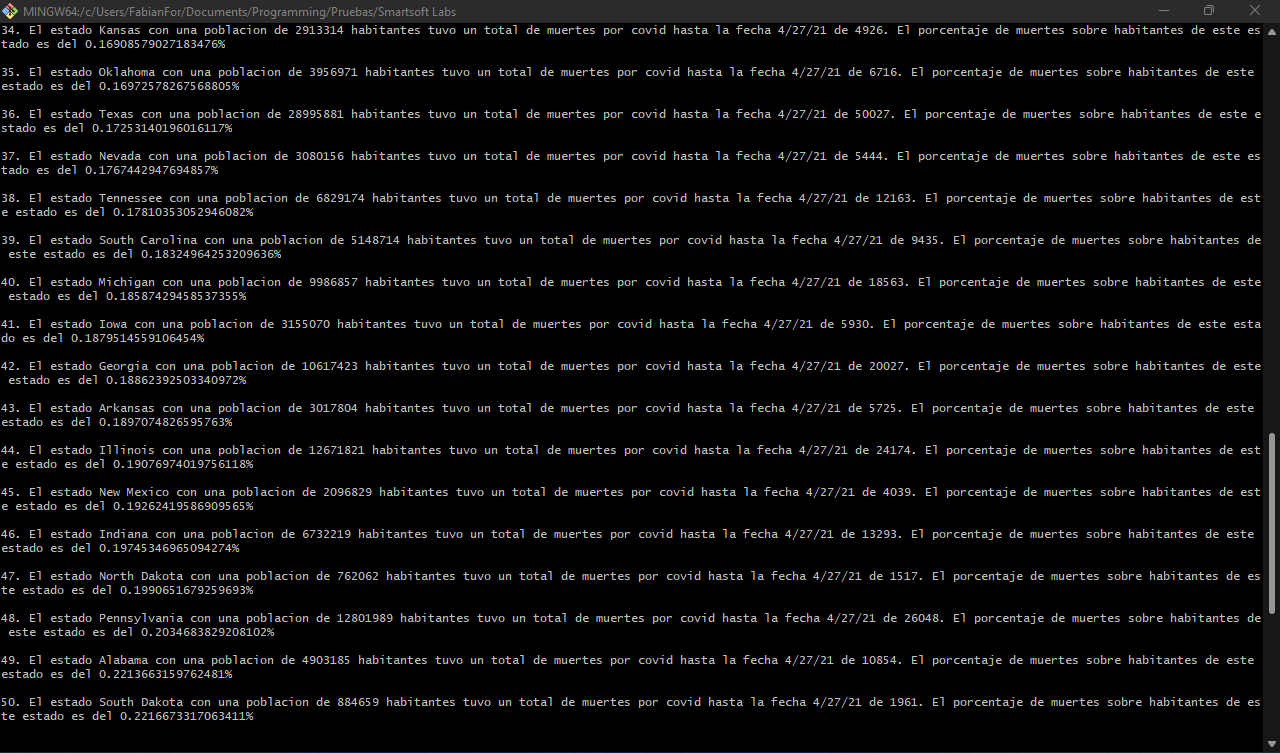 MINGW64:/c/Users/FabianFor/Documents/Programming/Pruebas/Smartsoft Labs
34. El estado Kansas con una poblacion de 2913314 habitantes tuvo un total de muertes por covid hasta la fecha 4/27/21 de 4926. El porcentaje de muertes sobre habitantes de este es
tado es del 0.16908579027183476%
35. El estado Oklahoma con una poblacion de 3956971 habitantes tuvo un total de muertes por covid hasta la fecha 4/27/21 de 6716. El porcentaje de muertes sobre habitantes de este
estado es del 0.16972578267568805%
36. El estado Texas con una poblacion de 28995881 habitantes tuvo un total de muertes por covid hasta la fecha 4/27/21 de 50027. El porcentaje de muertes sobre habitantes de este e
stado es del 0.17253140196016117%
37. El estado Nevada con una poblacion de 3080156 habitantes tuvo un total de muertes por covid hasta la fecha 4/27/21 de 5444. El porcentaje de muertes sobre habitantes de este es
tado es del 0.1767442947694857%
38. El estado Tennessee con una poblacion de 6829174 habitantes tuvo un total de muertes por covid hasta la fecha 4/27/21 de 12163. El porcentaje de muertes sobre habitantes de est
e estado es del 0.17810353052946082%
39. El estado South Carolina con una poblacion de 5148714 habitantes tuvo un total de muertes por covid hasta la fecha 4/27/21 de 9435. El porcentaje de muertes sobre habitantes de
este estado es del 0.18324964253209636%
40. El estado Michigan con una poblacion de 9986857 habitantes tuvo un total de muertes por covid hasta la fecha 4/27/21 de 18563. El porcentaje de muertes sobre habitantes de este
estado es del 0.18587429458537355%
41. El estado Iowa con una poblacion de 3155070 habitantes tuvo un total de muertes por covid hasta la fecha 4/27/21 de 5930. El porcentaje de muertes sobre habitantes de este esta
do es del 0.1879514559106454%
42. El estado Georgia con una poblacion de 10617423 habitantes tuvo un total de muertes por covid hasta la fecha 4/27/21 de 20027. El porcentaje de muertes sobre habitantes de este
estado es del 0.18862392503340972%
43. El estado Arkansas con una poblacion de 3017804 habitantes tuvo un total de muertes por covid hasta la fecha 4/27/21 de 5725. El porcentaje de muertes sobre habitantes de este
estado es del 0.1897074826595763%
44. El estado Illinois con una poblacion de 12671821 habitantes tuvo un total de muertes por covid hasta la fecha 4/27/21 de 24174. El porcentaje de muertes sobre habitantes de est
e estado es del 0.19076974019756118%
45. El estado New Mexico con una poblacion de 2096829 habitantes tuvo un total de muertes por covid hasta la fecha 4/27/21 de 4039. El porcentaje de muertes sobre habitantes de est
e estado es del 0.19262419586909565%
46. El estado Indiana con una poblacion de 6732219 habitantes tuvo un total de muertes por covid hasta la fecha 4/27/21 de 13293. El porcentaje de muertes sobre habitantes de este
estado es del 0.19745346965094274%
47. El estado North Dakota con una poblacion de 762062 habitantes tuvo un total de muertes por covid hasta la fecha 4/27/21 de 1517. El porcentaje de muertes sobre habitantes de es
te estado es del 0.1990651679259693%
48. El estado Pennsylvania con una poblacion de 12801989 habitantes tuvo un total de muertes por covid hasta la fecha 4/27/21 de 26048. El porcentaje de muertes sobre habitantes de
este estado es del 0.2034683829208102%
49. El estado Alabama con una poblacion de 4903185 habitantes tuvo un total de muertes por covid hasta la fecha 4/27/21 de 10854. El porcentaje de muertes sobre habitantes de este
estado es del 0.2213663159762481%
50. El estado South Dakota con una poblacion de 884659 habitantes tuvo un total de muertes por covid hasta la fecha 4/27/21 de 1961. El porcentaje de muertes sobre habitantes de es
te estado es del 0.2216673317063411%